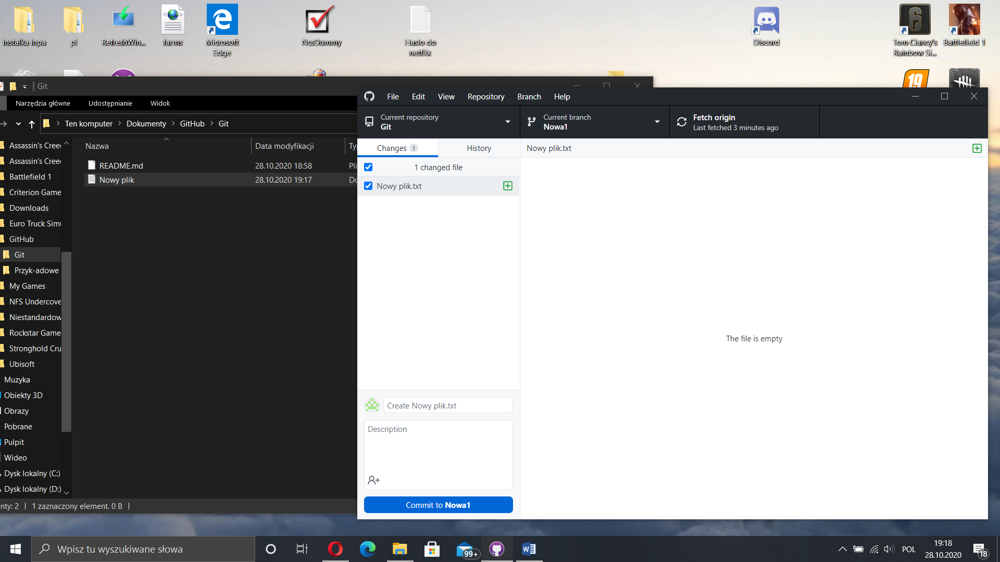 Instalka inpa
pl
RefreshWin...
farms
Microsoft
Edge
NcsDummy
Haslo do
netflix
Discord
Tom Clancy's
Rainbow Si...
Battlefield 1
19
Git
Narzędzia główne
Udostępnianie
Widok
Ten komputer
Dokumenty
GitHub
Git
Nazwa
Data modyfikacji
Ty
README.md
28.10.2020 18:58
Pli
Nowy plik
28.10.2020 19:17
Do
Assassin's Cree
Assassin's Cree
Battlefield 1
Criterion Game
Downloads
Euro Truck Sim
GitHub
Git
Przyk-adowe
My Games
NFS Undercove
Niestandardow
Rockstar Game
Stronghold Cru
Ubisoft
Muzyka
Obiekty 3D
Obrazy
Pobrane
Pulpit
Wideo
Dysk lokalny (C:)
Dysk lokalny (D:)
nty: 2
1 zaznaczony element. 0 B
File
Edit
View
Repository
Branch
Help
Current repository
Git
Current branch
Nowa1
Fetch origin
Last fetched 3 minutes ago
Changes 1
History
Nowy plik.txt
1 changed file
Nowy plik.txt
The file is empty
Create Nowy plik.txt
Description
Commit to Nowa1
Wpisz tu wyszukiwane słowa
99+
POL
19:18
28.10.2020
18